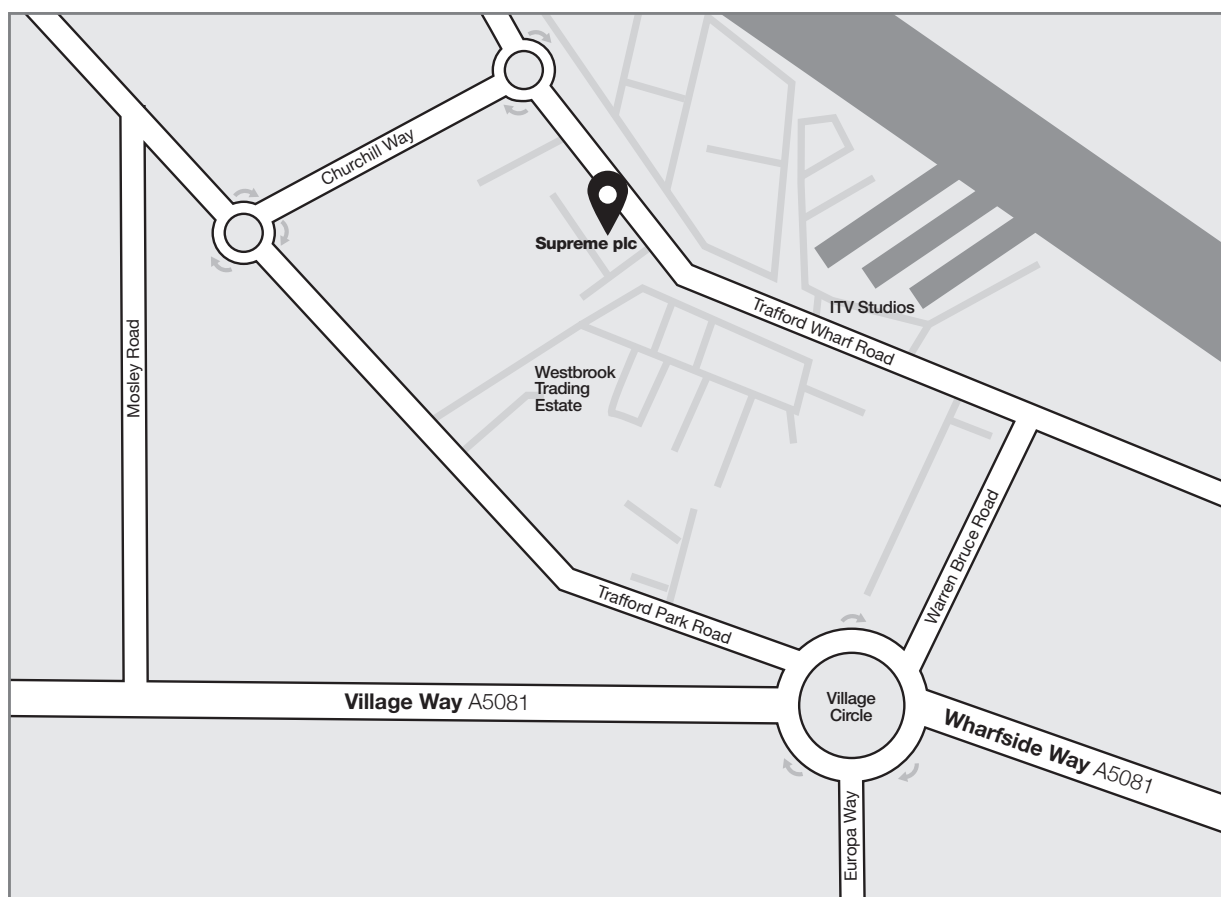 Churchill Way
Supreme plc
Mosley Road
ITV Studios
Trafford Wharf Road
Westbrook
Trading
Estate
Warren Bruce Road
Trafford Park Road
Village Way A5081
Village
Circle
Wharfside Way A5081
Europa Way